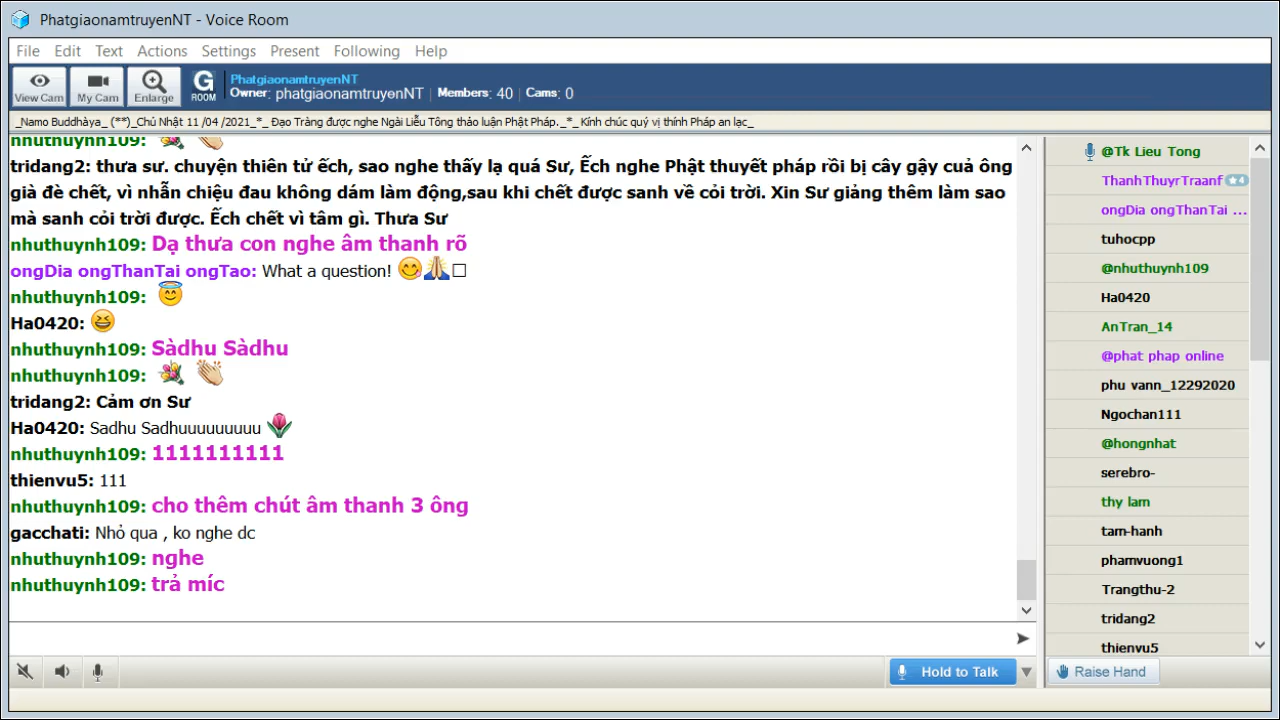 PhatgiaonamtruyenNT - Voice Room
File Edit Text Actions Settings Present Following Help
View Cam My Cam Enlarge G ROOM
PhatgiaonamtruyenNT
Owner: phatgiaonamtruyenNT | Members: 40 | Cams: 0
_Namo Buddhàya_ (**)_Chủ Nhật 11 /04 /2021_*_ Đạo Tràng được nghe Ngài Liễu Tông thảo luận Phật Pháp._*_ Kính chúc quý vị thính Pháp an lạc_
nhuthuynh109:
tridang2: thưa sư. chuyện thiên tử ếch, sao nghe thấy lạ quá Sư, Ếch nghe Phật thuyết pháp rồi bị cây gậy cuả ông
già đè chết, vì nhẫn chiệu đau không dám làm động,sau khi chết được sanh về cỏi trời. Xin Sư giảng thêm làm sao
mà sanh cỏi trời được. Ếch chết vì tâm gì. Thưa Sư
nhuthuynh109: Dạ thưa con nghe âm thanh rõ
ongDia ongThanTai ongTao: What a question!
nhuthuynh109:
Ha0420:
nhuthuynh109: Sàdhu Sàdhu
nhuthuynh109:
tridang2: Cảm ơn Sư
Ha0420: Sadhu Sadhuuuuuuuuu
nhuthuynh109: 1111111111
thienvu5: 111
nhuthuynh109: cho thêm chút âm thanh 3 ông
gacchati: Nhỏ qua , ko nghe dc
nhuthuynh109: nghe
nhuthuynh109: trả míc
Hold to Talk
@Tk Lieu Tong
ThanhThuyrTraanf ★4
ongDia ongThanTai ...
tuhocpp
@nhuthuynh109
Ha0420
AnTran_14
@phat phap online
phu vann_12292020
Ngochan111
@hongnhat
serebro-
thy lam
tam-hanh
phamvuong1
Trangthu-2
tridang2
thienvu5
Raise Hand